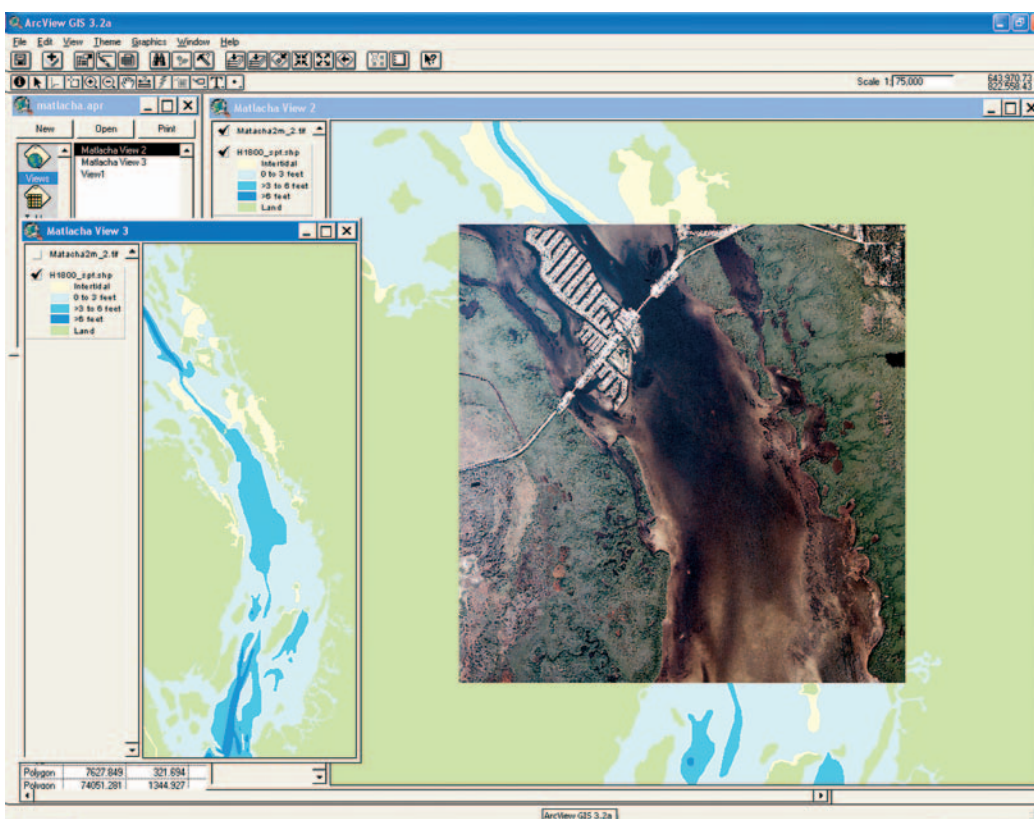 ArcView GIS 3.2a
File Edit View Theme Graphics Window Help
Scale 1: 75,000
643,970.73
822,558.43
matlacha.apr
New Open Print
Views
Matlacha View 2
Matlacha View 3
View1
Matlacha View 2
Matacha2m_2.tif
H1800_spt.shp
Intertidal
0 to 3 feet
>3 to 6 feet
>6 feet
Land
Matlacha View 3
Matacha2m_2.tif
H1800_spt.shp
Intertidal
0 to 3 feet
>3 to 6 feet
>6 feet
Land
Polygon 7627.849 321.694
Polygon 74051.281 1344.927
ArcView GIS 3.2a